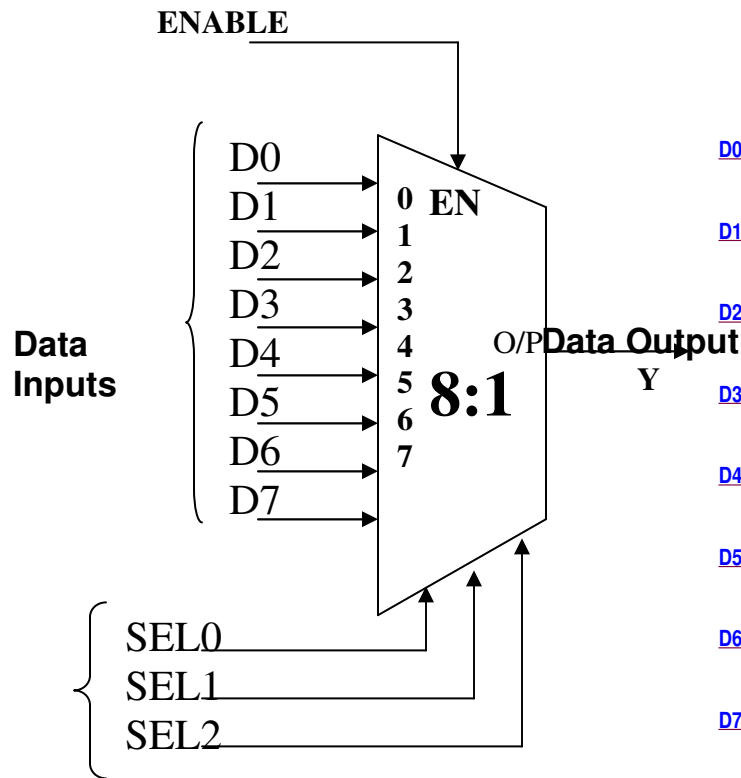 ENABLE
D0
D1
D2
D3
D4
D5
D6
D7
Data
Inputs
0 EN
1
2
3
4
5
6
7
8:1
O/P Data Output
Y
SEL0
SEL1
SEL2
D0
D1
D2
D3
D4
D5
D6
D7